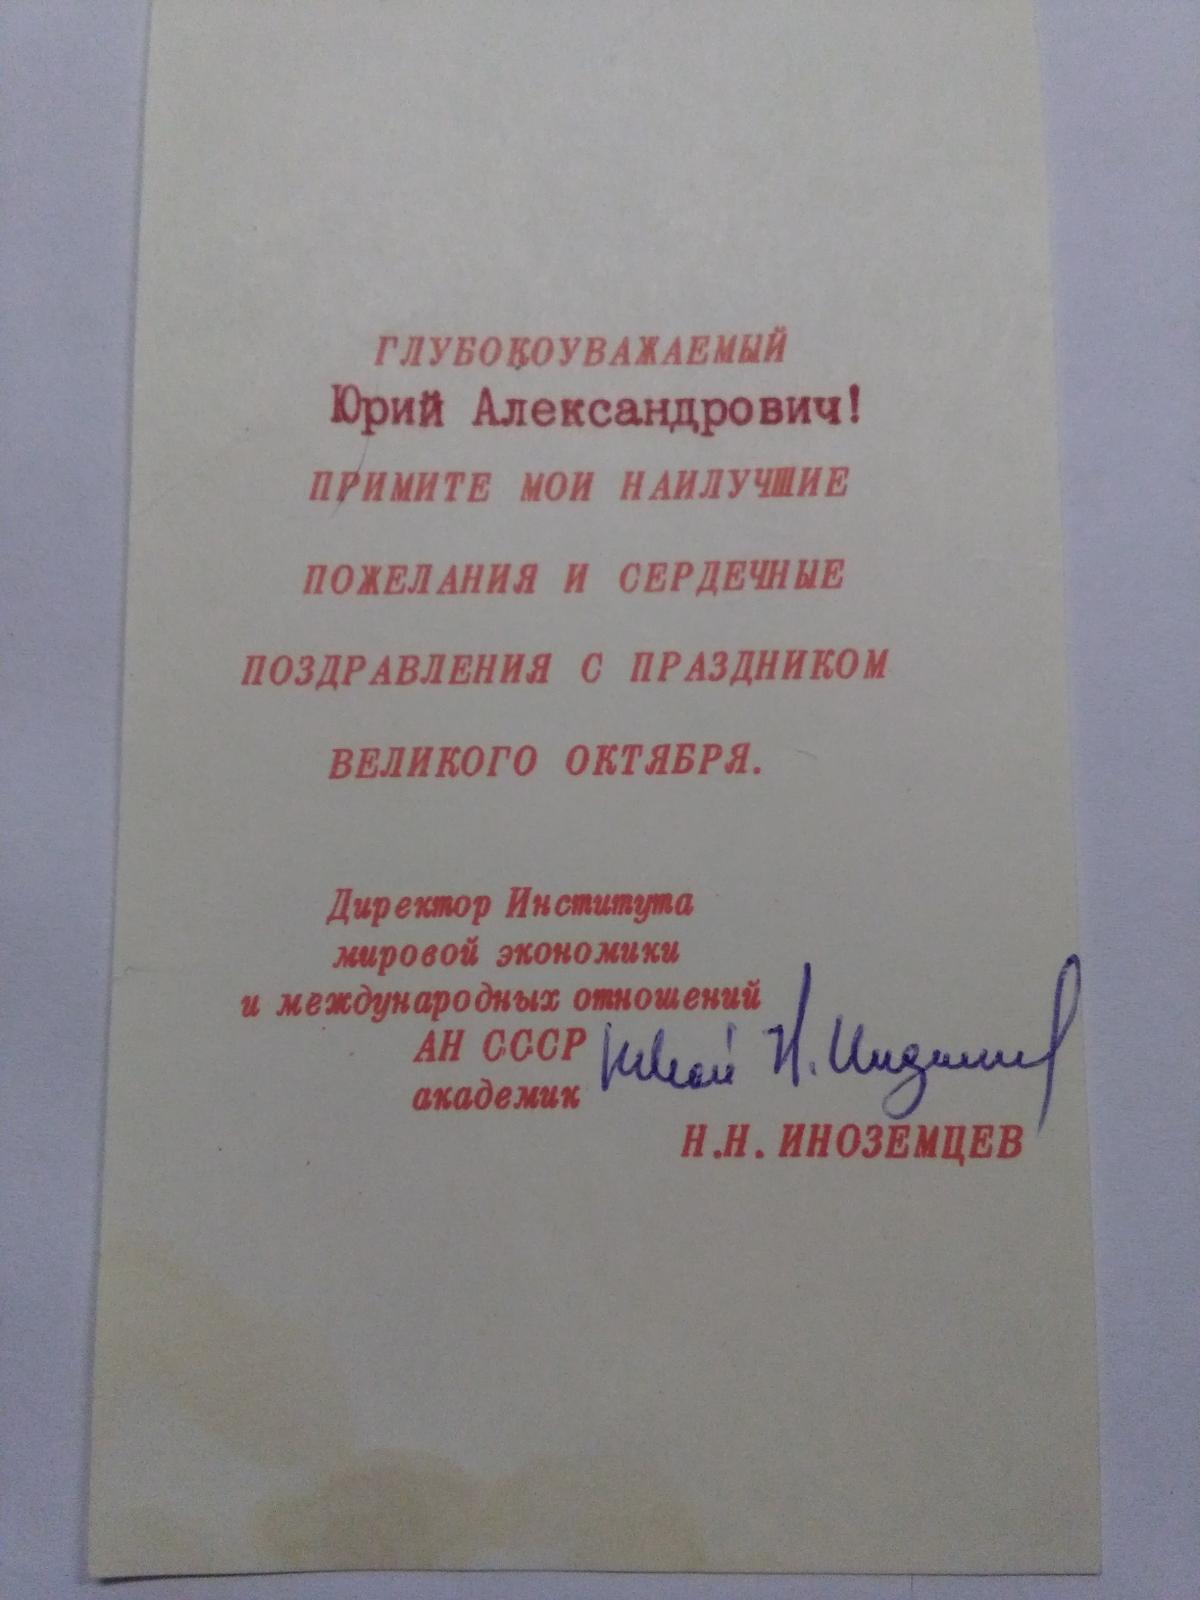 ГЛУБОКОУВАЖАЕМЫЙ
Юрий Александрович!
ПРИМИТЕ МОИ НАИЛУЧШИЕ
ПОЖЕЛАНИЯ И СЕРДЕЧНЫЕ
ПОЗДРАВЛЕНИЯ С ПРАЗДНИКОМ
ВЕЛИКОГО ОКТЯБРЯ.
Директор Института
мировой экономики
и международных отношений
АН СССР
академик
Н. Иноземцев
Н.Н. ИНОЗЕМЦЕВ